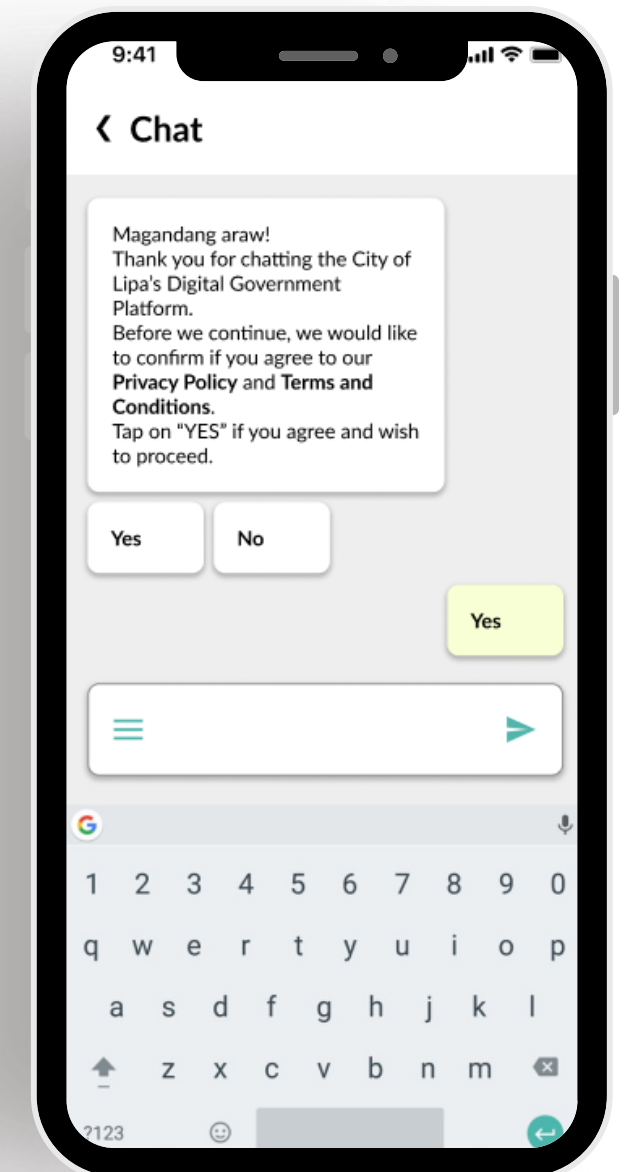 9:41
Chat
Magandang araw!
Thank you for chatting the City of
Lipa's Digital Government
Platform.
Before we continue, we would like
to confirm if you agree to our
Privacy Policy and Terms and
Conditions.
Tap on “YES” if you agree and wish
to proceed.
Yes No
Yes
G
1 2 3 4 5 6 7 8 9 0
q w e r t y u i o p
a s d f g h j k l
z x c v b n m
?123